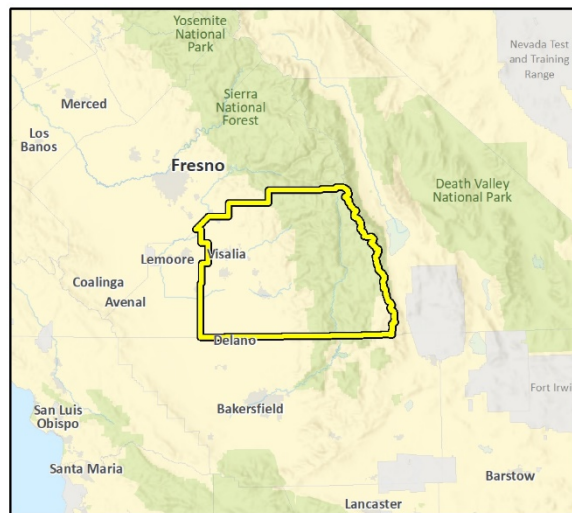 Yosemite
National
Park
Nevada Test
and Training
Range
Merced
Sierra
National
Forest
Los
Banos
Fresno
Death Valley
National Park
Lemoore
Visalia
Coalinga
Avenal
Delano
Fort Irwi
Bakersfield
San Luis
Obispo
Santa Maria
Barstow
Lancaster